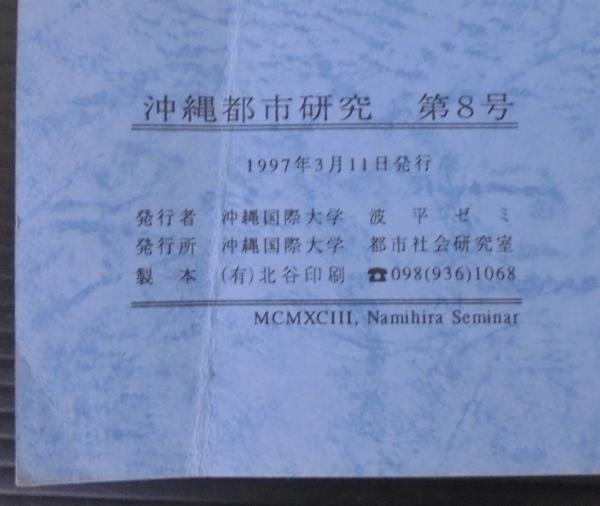 沖縄都市研究 第8号
1997年3月11日発行
発行者 沖縄国際大学 波平ゼミ
発行所 沖縄国際大学 都市社会研究室
製本 (有)北谷印刷 ☎098(936)1068
MCMXCIII, Namihira Seminar